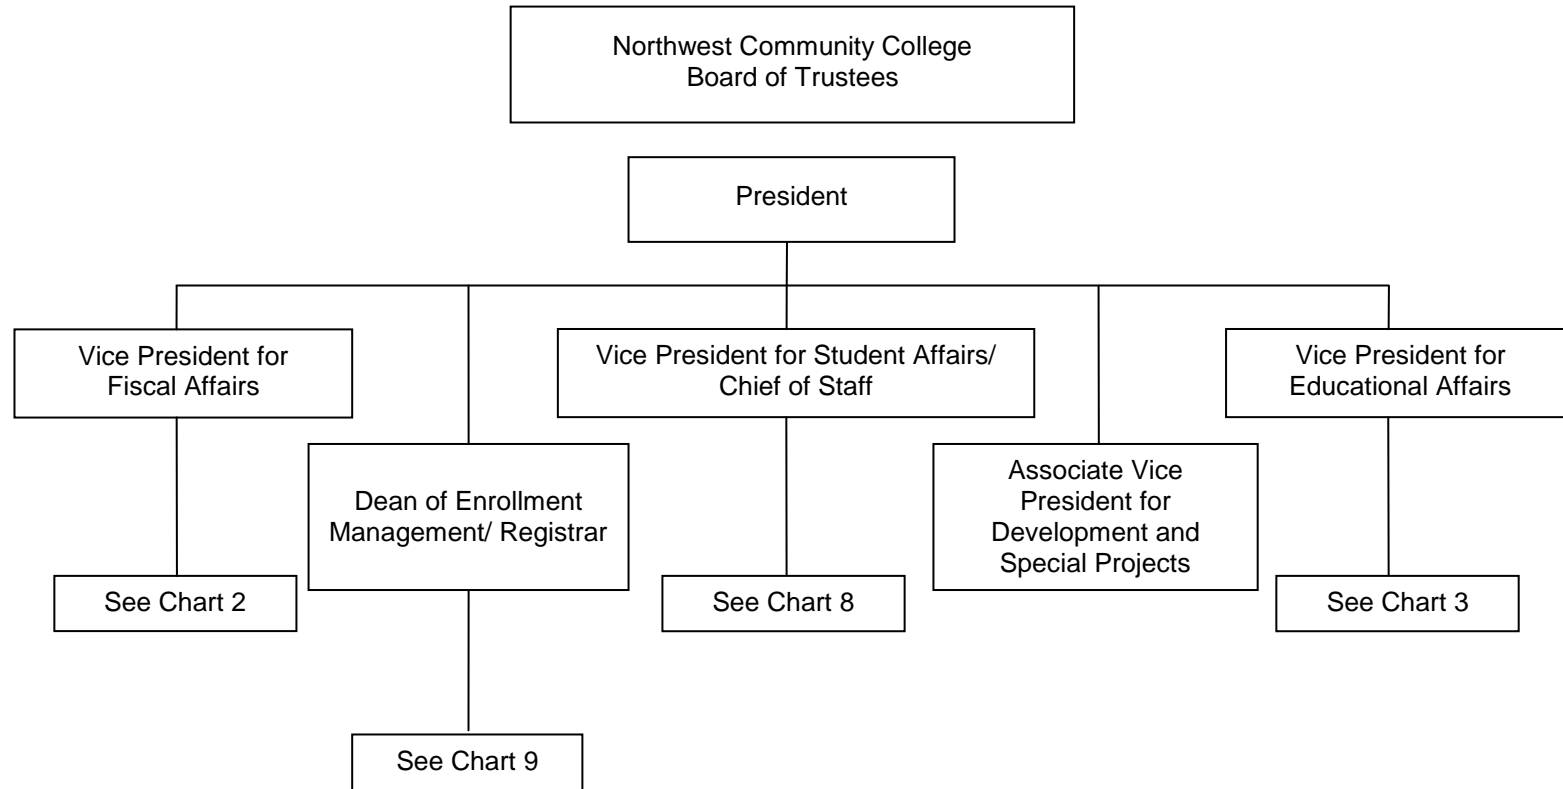 Northwest Community College
Board of Trustees
President
Vice President for
Fiscal Affairs
Vice President for Student Affairs/
Chief of Staff
Vice President for
Educational Affairs
Dean of Enrollment
Management/ Registrar
Associate Vice
President for
Development and
Special Projects
See Chart 2
See Chart 8
See Chart 3
See Chart 9